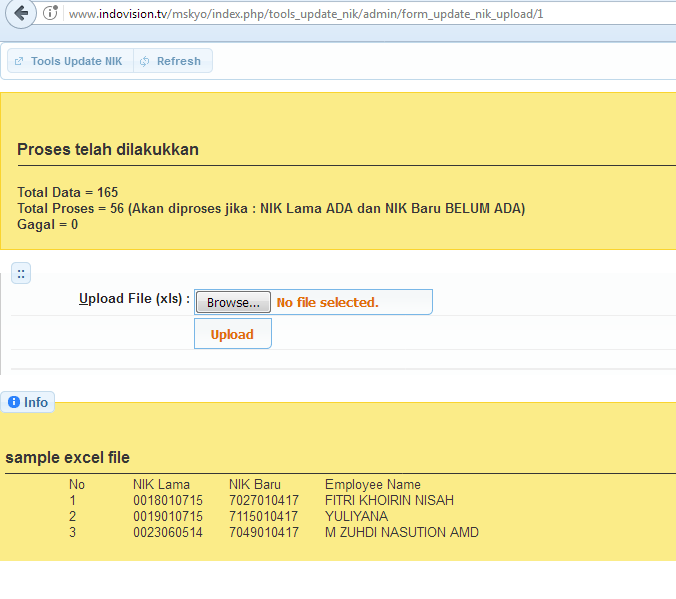 www.indovision.tv/mskyo/index.php/tools_update_nik/admin/form_update_nik_upload/1
Tools Update NIK Refresh
Proses telah dilakukkan
Total Data = 165
Total Proses = 56 (Akan diproses jika : NIK Lama ADA dan NIK Baru BELUM ADA)
Gagal = 0
::
Upload File (xls) : Browse... No file selected.
Upload
Info
sample excel file
No NIK Lama NIK Baru Employee Name
1 0018010715 7027010417 FITRI KHOIRIN NISAH
2 0019010715 7115010417 YULIYANA
3 0023060514 7049010417 M ZUHDI NASUTION AMD